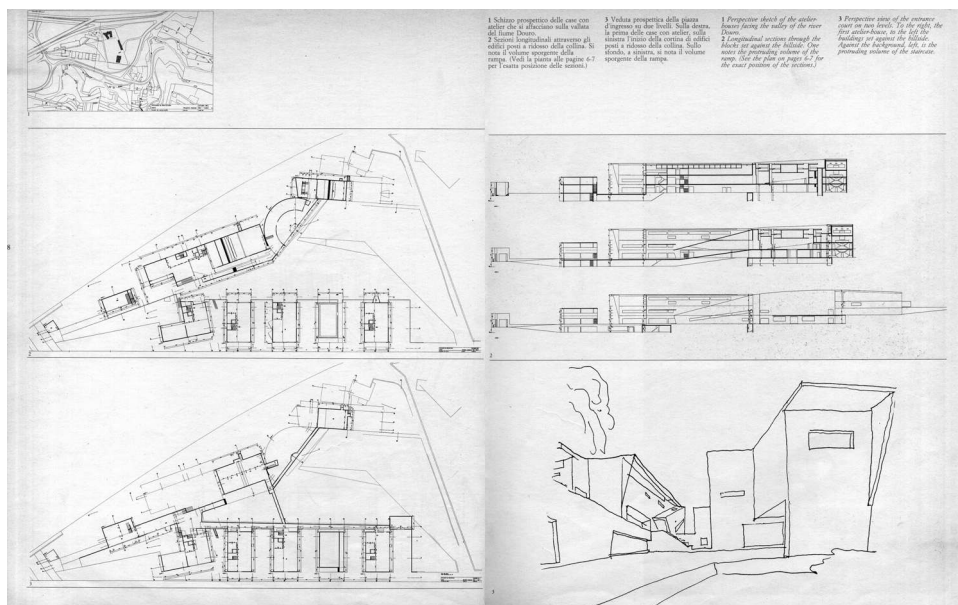 1 Schizzo prospettico delle case con
atelier che si affacciano sulla vallata
del fiume Douro.
2 Sezioni longitudinali attraverso gli
edifici posti a ridosso della collina. Si
nota il volume sporgente della
rampa. (Vedi la pianta alle pagine 6-7
per l'esatta posizione delle sezioni.)
3 Veduta prospettica della piazza
d'ingresso su due livelli. Sulla destra,
la prima delle case con atelier, sulla
sinistra l'inizio della cortina di edifici
posti a ridosso della collina. Sullo
sfondo, a sinistra, si nota il volume
sporgente della rampa.
1 Perspective sketch of the atelier-
houses facing the valley of the river
Douro.
2 Longitudinal sections through the
blocks set against the hillside. One
notes the protruding volume of the
ramp. (See the plan on pages 6-7 for
the exact position of the sections.)
3 Perspective view of the entrance
court on two levels. To the right, the
first atelier-house, to the left the
buildings set against the hillside.
Against the background, left, is the
protruding volume of the staircase.
1
8
2
2
3